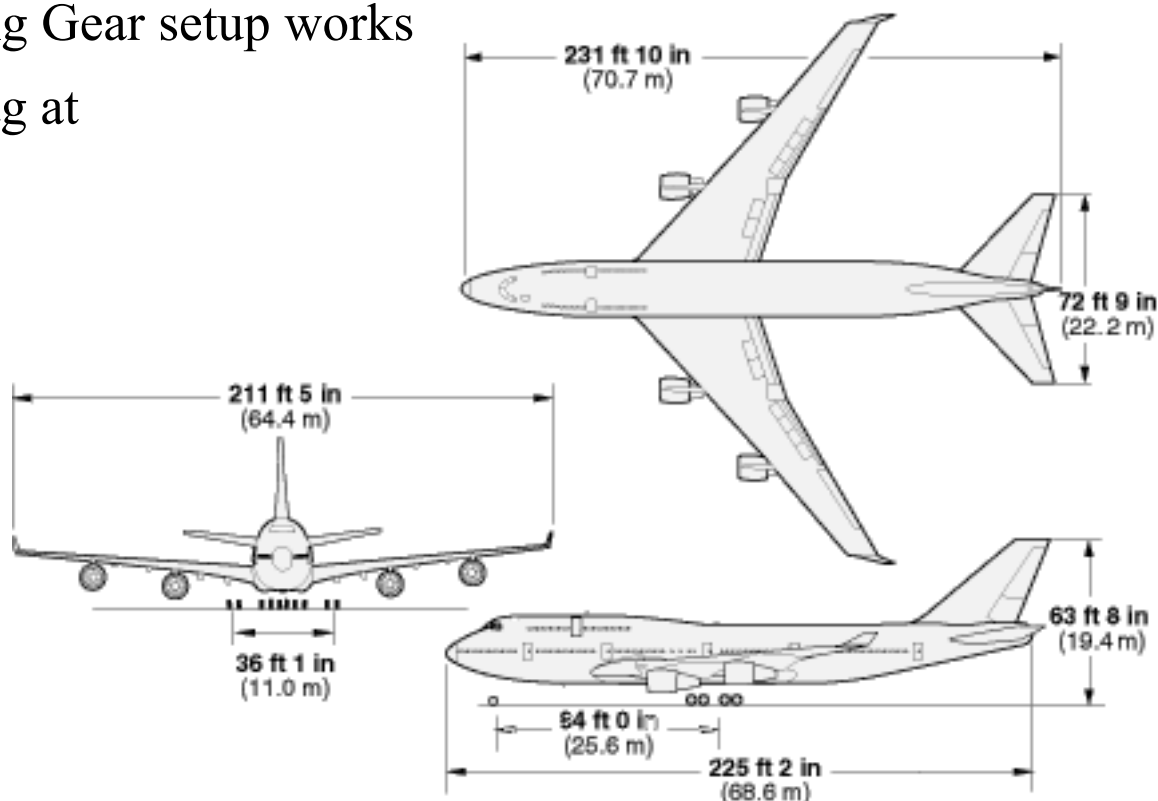 g Gear setup works
g at
231 ft 10 in
(70.7 m)
72 ft 9 in
(22.2 m)
211 ft 5 in
(64.4 m)
36 ft 1 in
(11.0 m)
63 ft 8 in
(19.4 m)
84 ft 0 in
(25.6 m)
225 ft 2 in
(68.6 m)